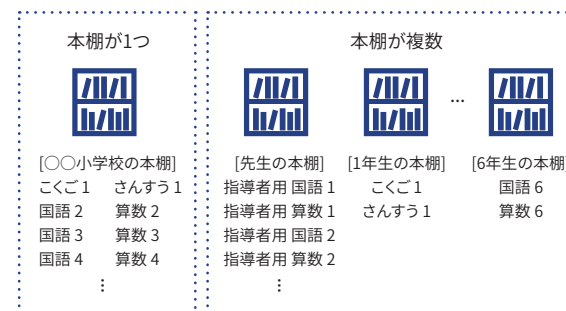 本棚が1つ
[〇〇小学校の本棚]
こくご 1 さんすう 1
国語 2 算数 2
国語 3 算数 3
国語 4 算数 4
⋮
本棚が複数
…
[先生の本棚]
指導者用 国語 1
指導者用 算数 1
指導者用 国語 2
指導者用 算数 2
⋮
[1年生の本棚]
こくご 1
さんすう 1
[6年生の本棚]
国語 6
算数 6